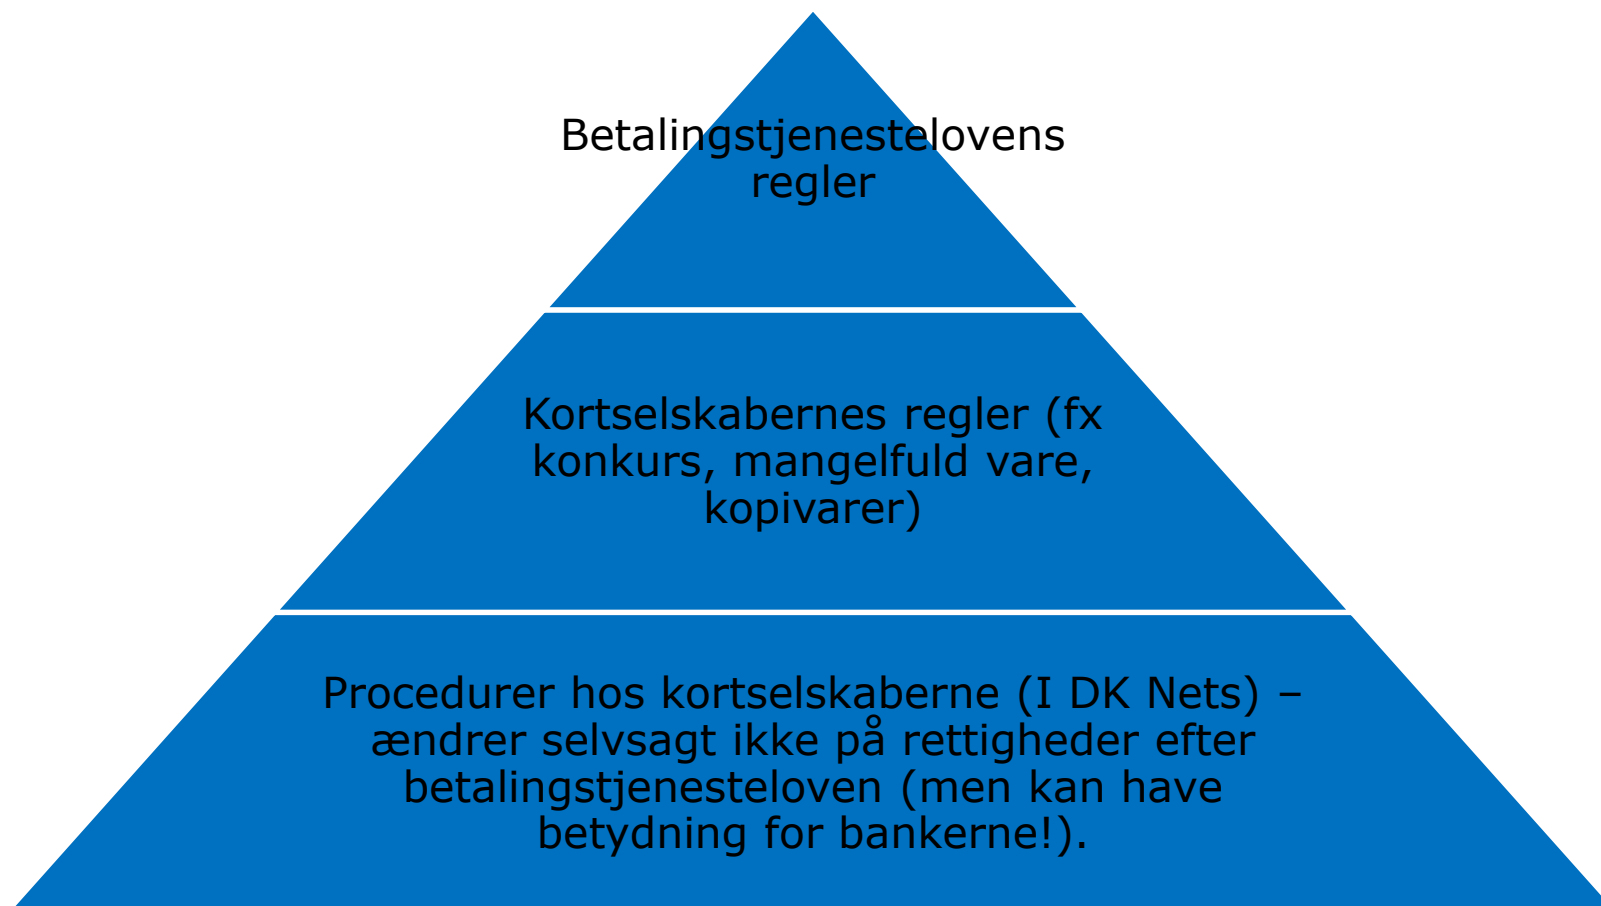 Betalingstjenestelovens
regler
Kortselskabernes regler (fx
konkurs, mangelfuld vare,
kopivarer)
Procedurer hos kortselskaberne (I DK Nets) –
ændrer selvsagt ikke på rettigheder efter
betalingstjenesteloven (men kan have
betydning for bankerne!).